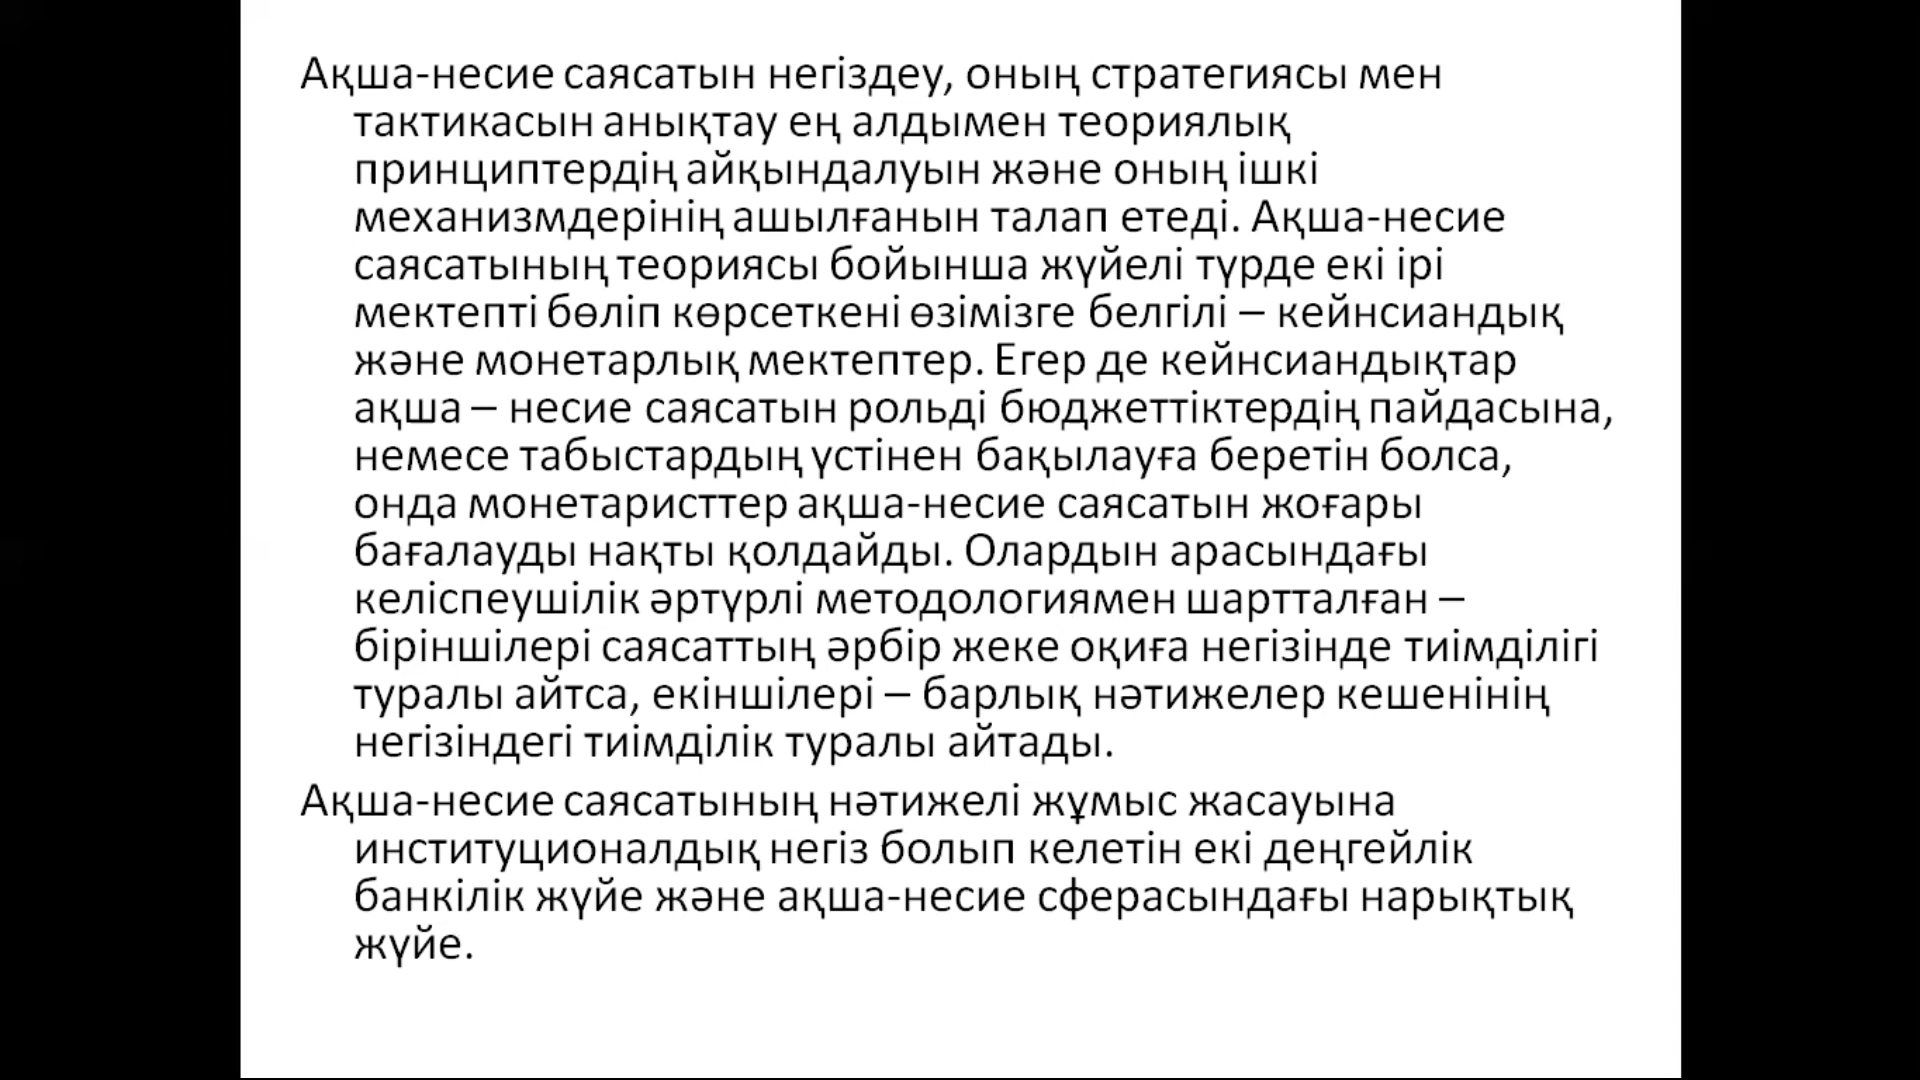 Ақша-несие саясатын негіздеу, оның стратегиясы мен
тактикасын анықтау ең алдымен теориялық
принциптердің айқындалуын және оның ішкі
механизмдерінің ашылғанын талап етеді. Ақша-несие
саясатының теориясы бойынша жүйелі түрде екі ірі
мектепті бөліп көрсеткені өзімізге белгілі – кейнсиандық
және монетарлық мектептер. Егер де кейнсиандықтар
ақша – несие саясатын рольді бюджеттіктердің пайдасына,
немесе табыстардың үстінен бақылауға беретін болса,
онда монетаристтер ақша-несие саясатын жоғары
бағалауды нақты қолдайды. Олардын арасындағы
келіспеушілік әртүрлі методологиямен шартталған –
біріншілері саясаттың әрбір жеке оқиға негізінде тиімділігі
туралы айтса, екіншілері – барлық нәтижелер кешенінің
негізіндегі тиімділік туралы айтады.
Ақша-несие саясатының нәтижелі жұмыс жасауына
институционалдық негіз болып келетін екі деңгейлік
банкілік жүйе және ақша-несие сферасындағы нарықтық
жүйе.